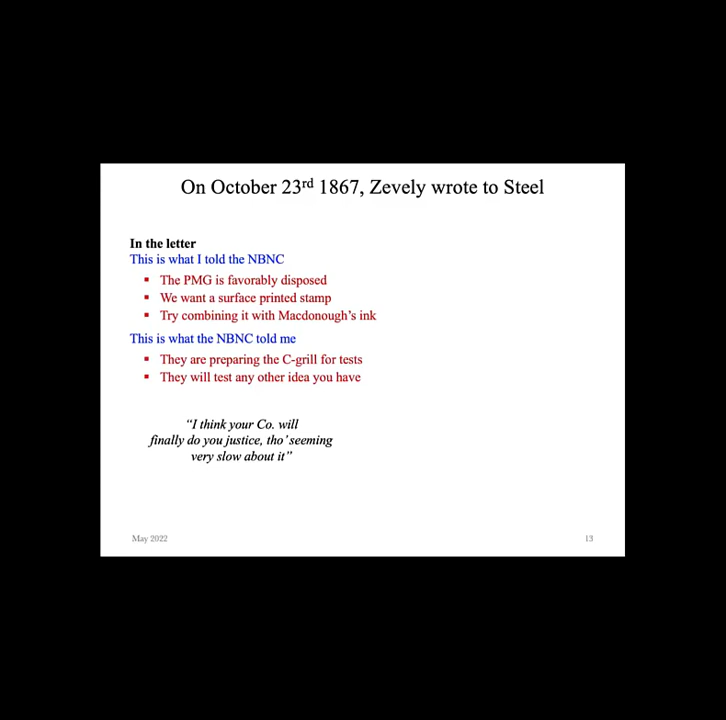 On October 23rd 1867, Zevely wrote to Steel
In the letter
This is what I told the NBNC
▪ The PMG is favorably disposed
▪ We want a surface printed stamp
▪ Try combining it with Macdonough’s ink
This is what the NBNC told me
▪ They are preparing the C-grill for tests
▪ They will test any other idea you have
“I think your Co. will
finally do you justice, tho’ seeming
very slow about it”
May 2022
13